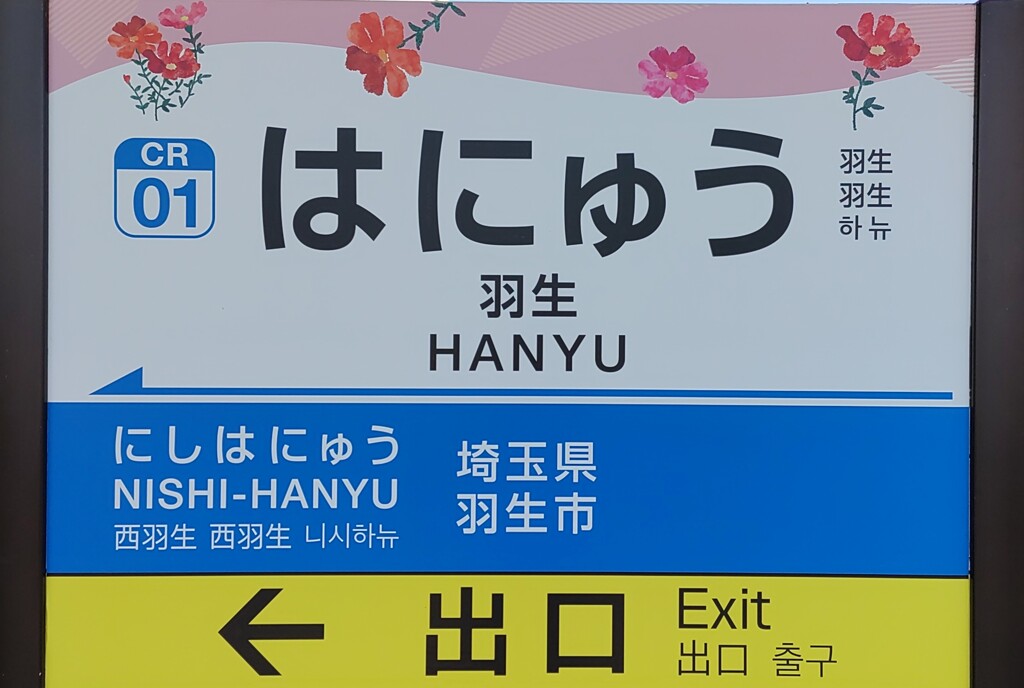 CR
01
はにゅう
羽生
羽生
하뉴
羽生
HANYU
にしはにゅう
NISHI-HANYU
西羽生 西羽生 니시하뉴
埼玉県
羽生市
← 出口
Exit
出口 출구